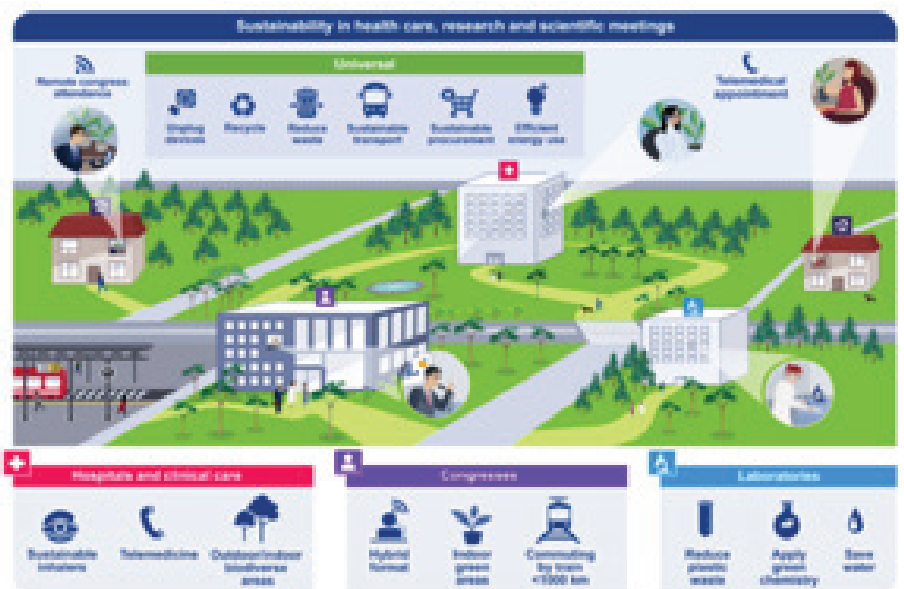 Sustainability in health care, research and scientific meetings
Remote congress
attendance
Universal
Unplug
devices
Recycle
Reduce
waste
Sustainable
transport
Sustainable
procurement
Efficient
energy use
Telemedical
appointment
Hospitals and clinical care
Sustainable
inhalers
Telemedicine
Outdoor/indoor
biodiverse
areas
Congresses
Hybrid
format
Indoor
green
areas
Commuting
by train
<1000 km
Laboratories
Reduce
plastic
waste
Apply
green
chemistry
Save
water